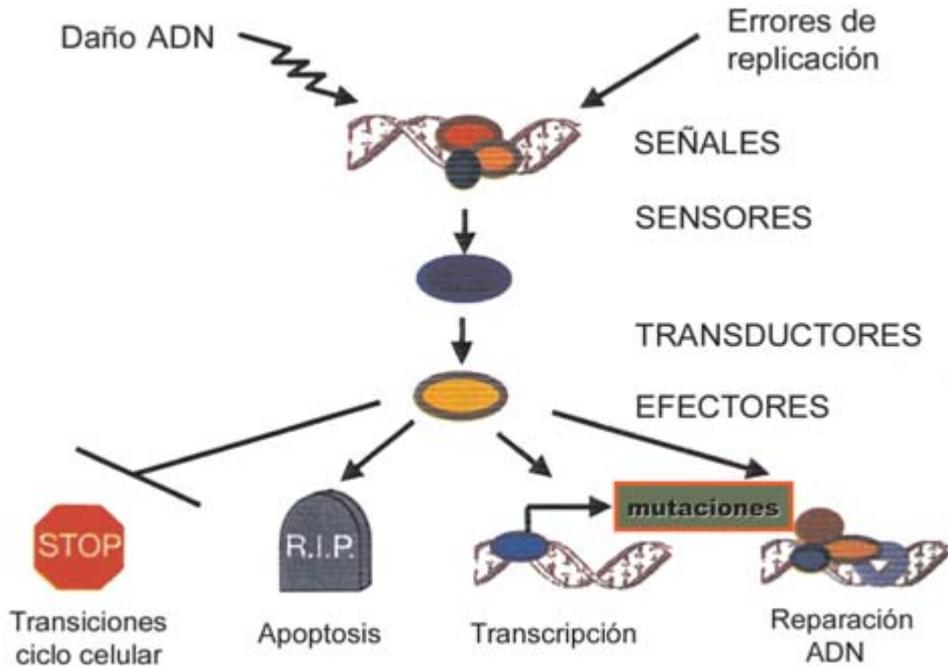 Daño ADN
Errores de
replicación
SEÑALES
SENSORES
TRANSDUCTORES
EFECTORES
mutaciones
STOP
R.I.P.
Transiciones
ciclo celular
Apoptosis
Transcripción
Reparación
ADN